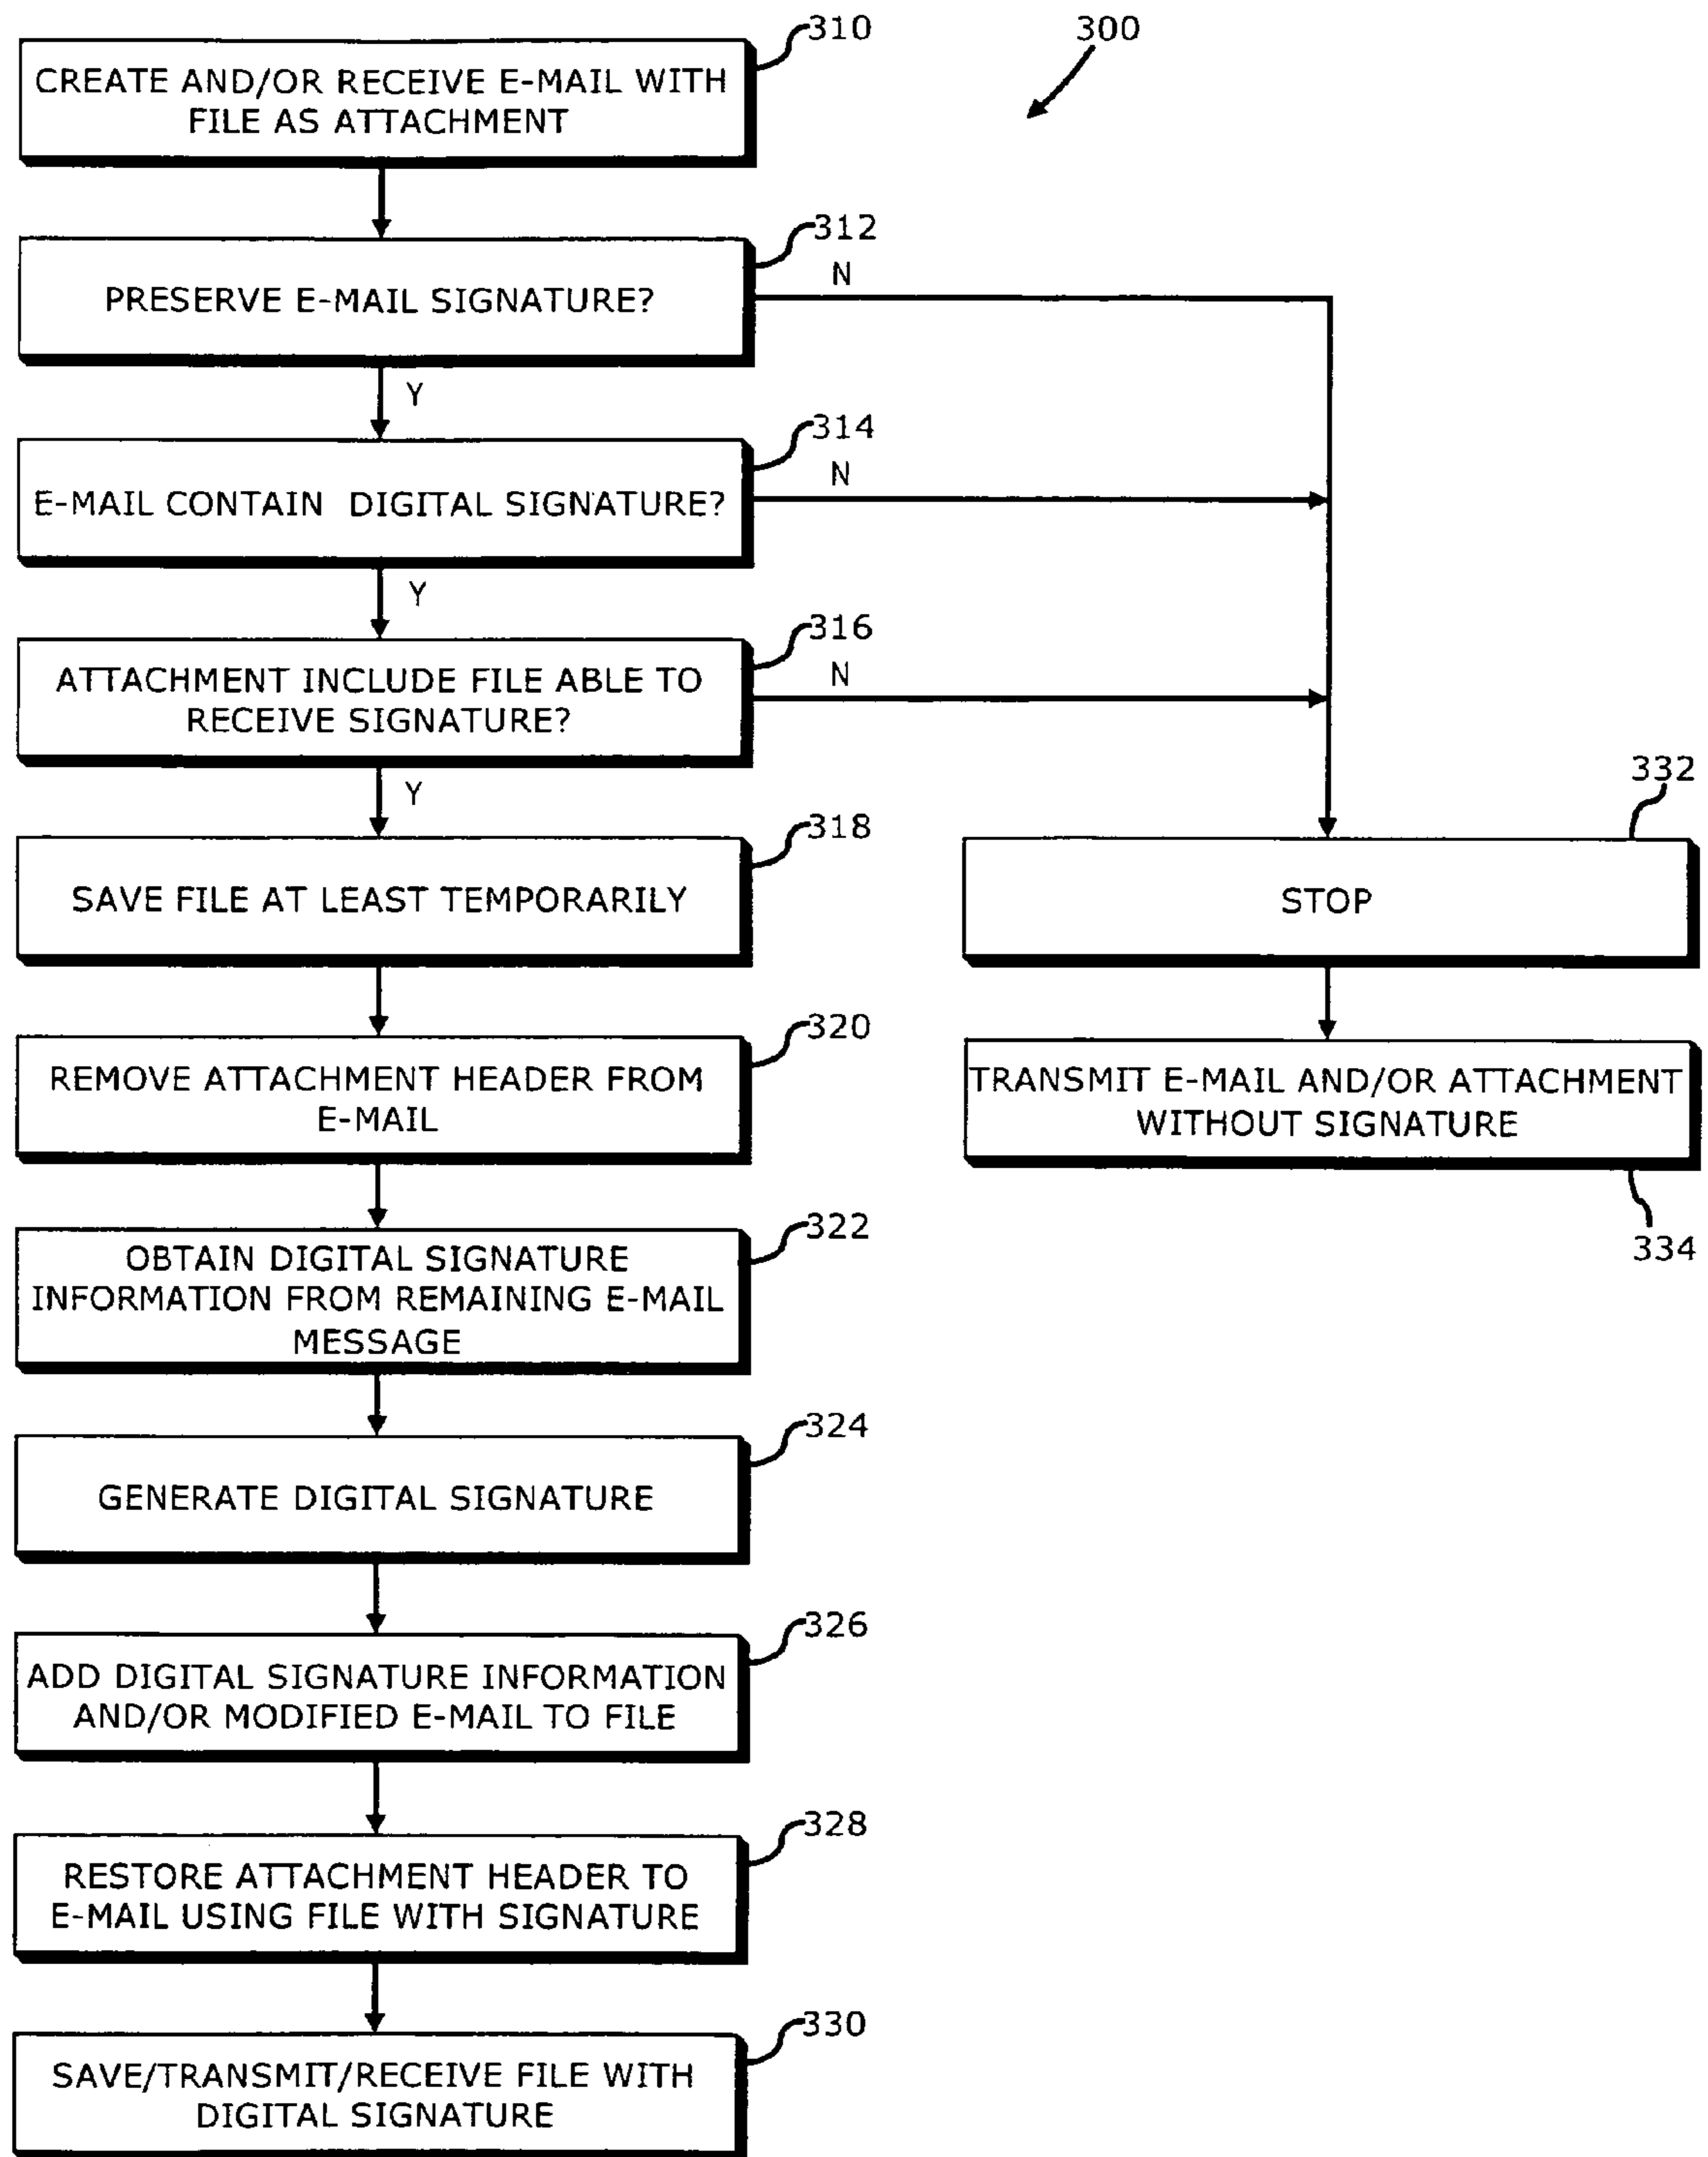 310
300
CREATE AND/OR RECEIVE E-MAIL WITH
FILE AS ATTACHMENT
312
N
PRESERVE E-MAIL SIGNATURE?
Y
314
N
E-MAIL CONTAIN DIGITAL SIGNATURE?
Y
316
N
ATTACHMENT INCLUDE FILE ABLE TO
RECEIVE SIGNATURE?
Y
318
SAVE FILE AT LEAST TEMPORARILY
332
STOP
320
REMOVE ATTACHMENT HEADER FROM
E-MAIL
TRANSMIT E-MAIL AND/OR ATTACHMENT
WITHOUT SIGNATURE
334
322
OBTAIN DIGITAL SIGNATURE
INFORMATION FROM REMAINING E-MAIL
MESSAGE
324
GENERATE DIGITAL SIGNATURE
326
ADD DIGITAL SIGNATURE INFORMATION
AND/OR MODIFIED E-MAIL TO FILE
328
RESTORE ATTACHMENT HEADER TO
E-MAIL USING FILE WITH SIGNATURE
330
SAVE/TRANSMIT/RECEIVE FILE WITH
DIGITAL SIGNATURE